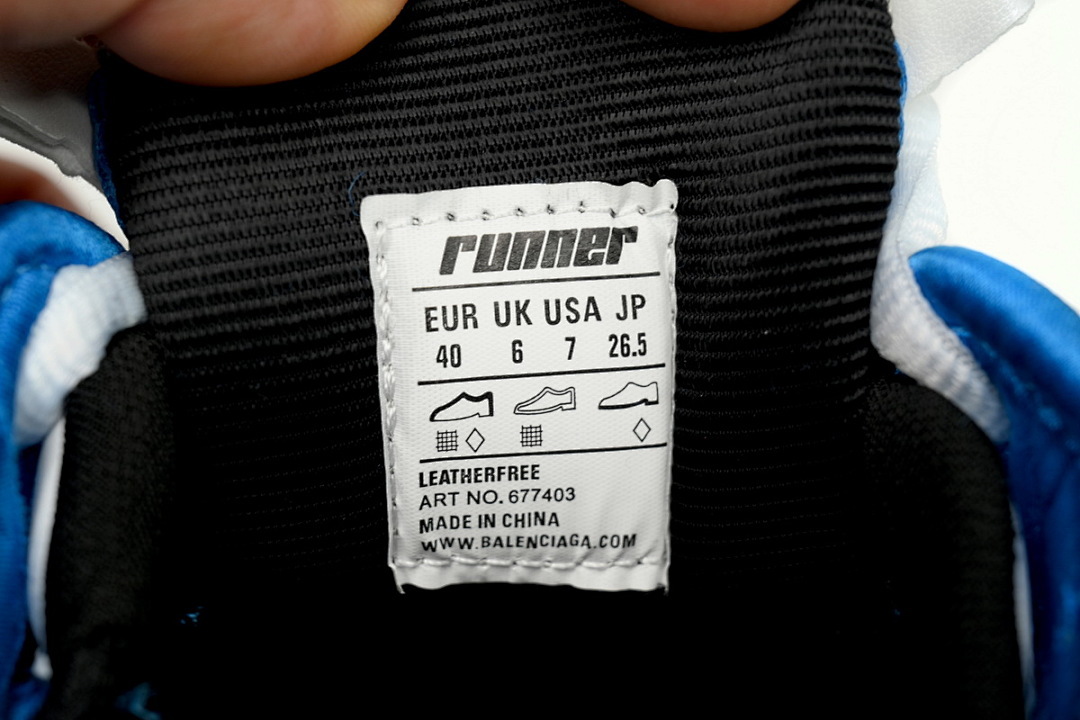 runner
EUR UK USA JP
40 6 7 26.5
LEATHERFREE
ART NO. 677403
MADE IN CHINA
WWW.BALENCIAGA.COM